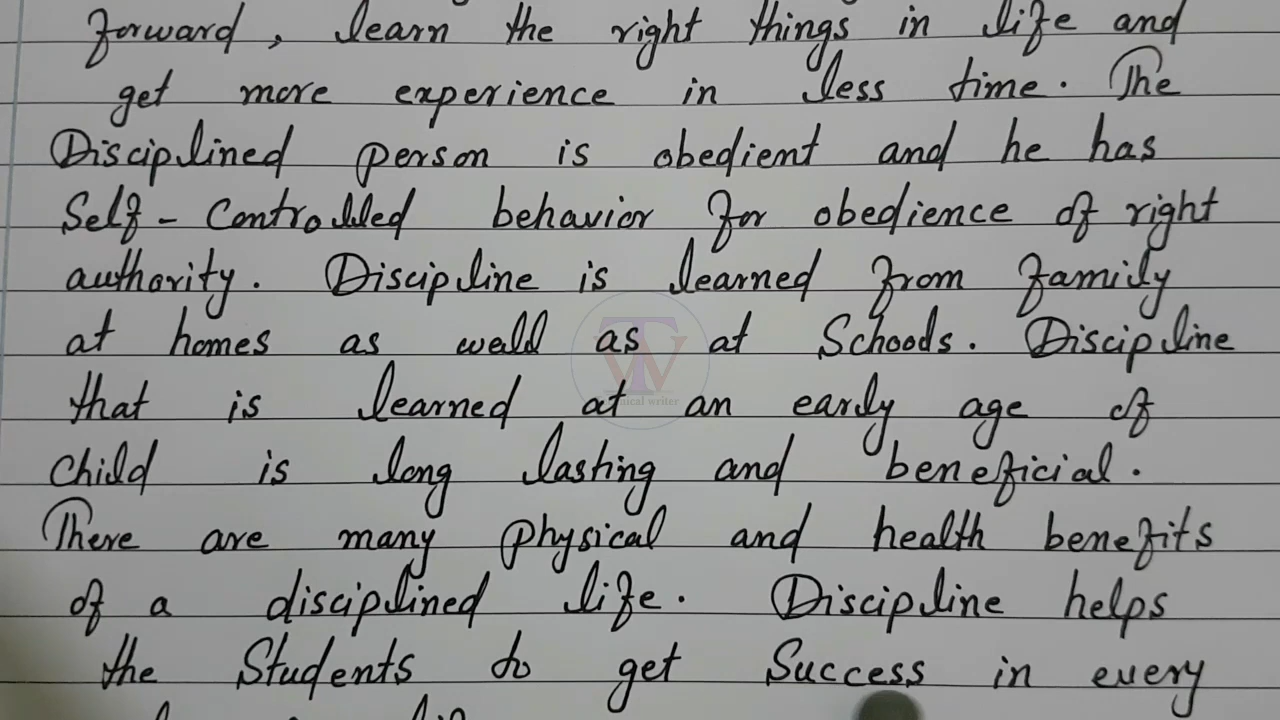 forward, learn the right things in life and
get more experience in less time. The
Disciplined person is obedient and he has
Self-Controlled behavior for obedience of right
authority. Discipline is learned from family
at homes as well as at Schools. Discipline
that is learned at an early age of
Child is long lasting and beneficial.
There are many physical and health benefits
of a disciplined life. Discipline helps
the Students to get Success in every